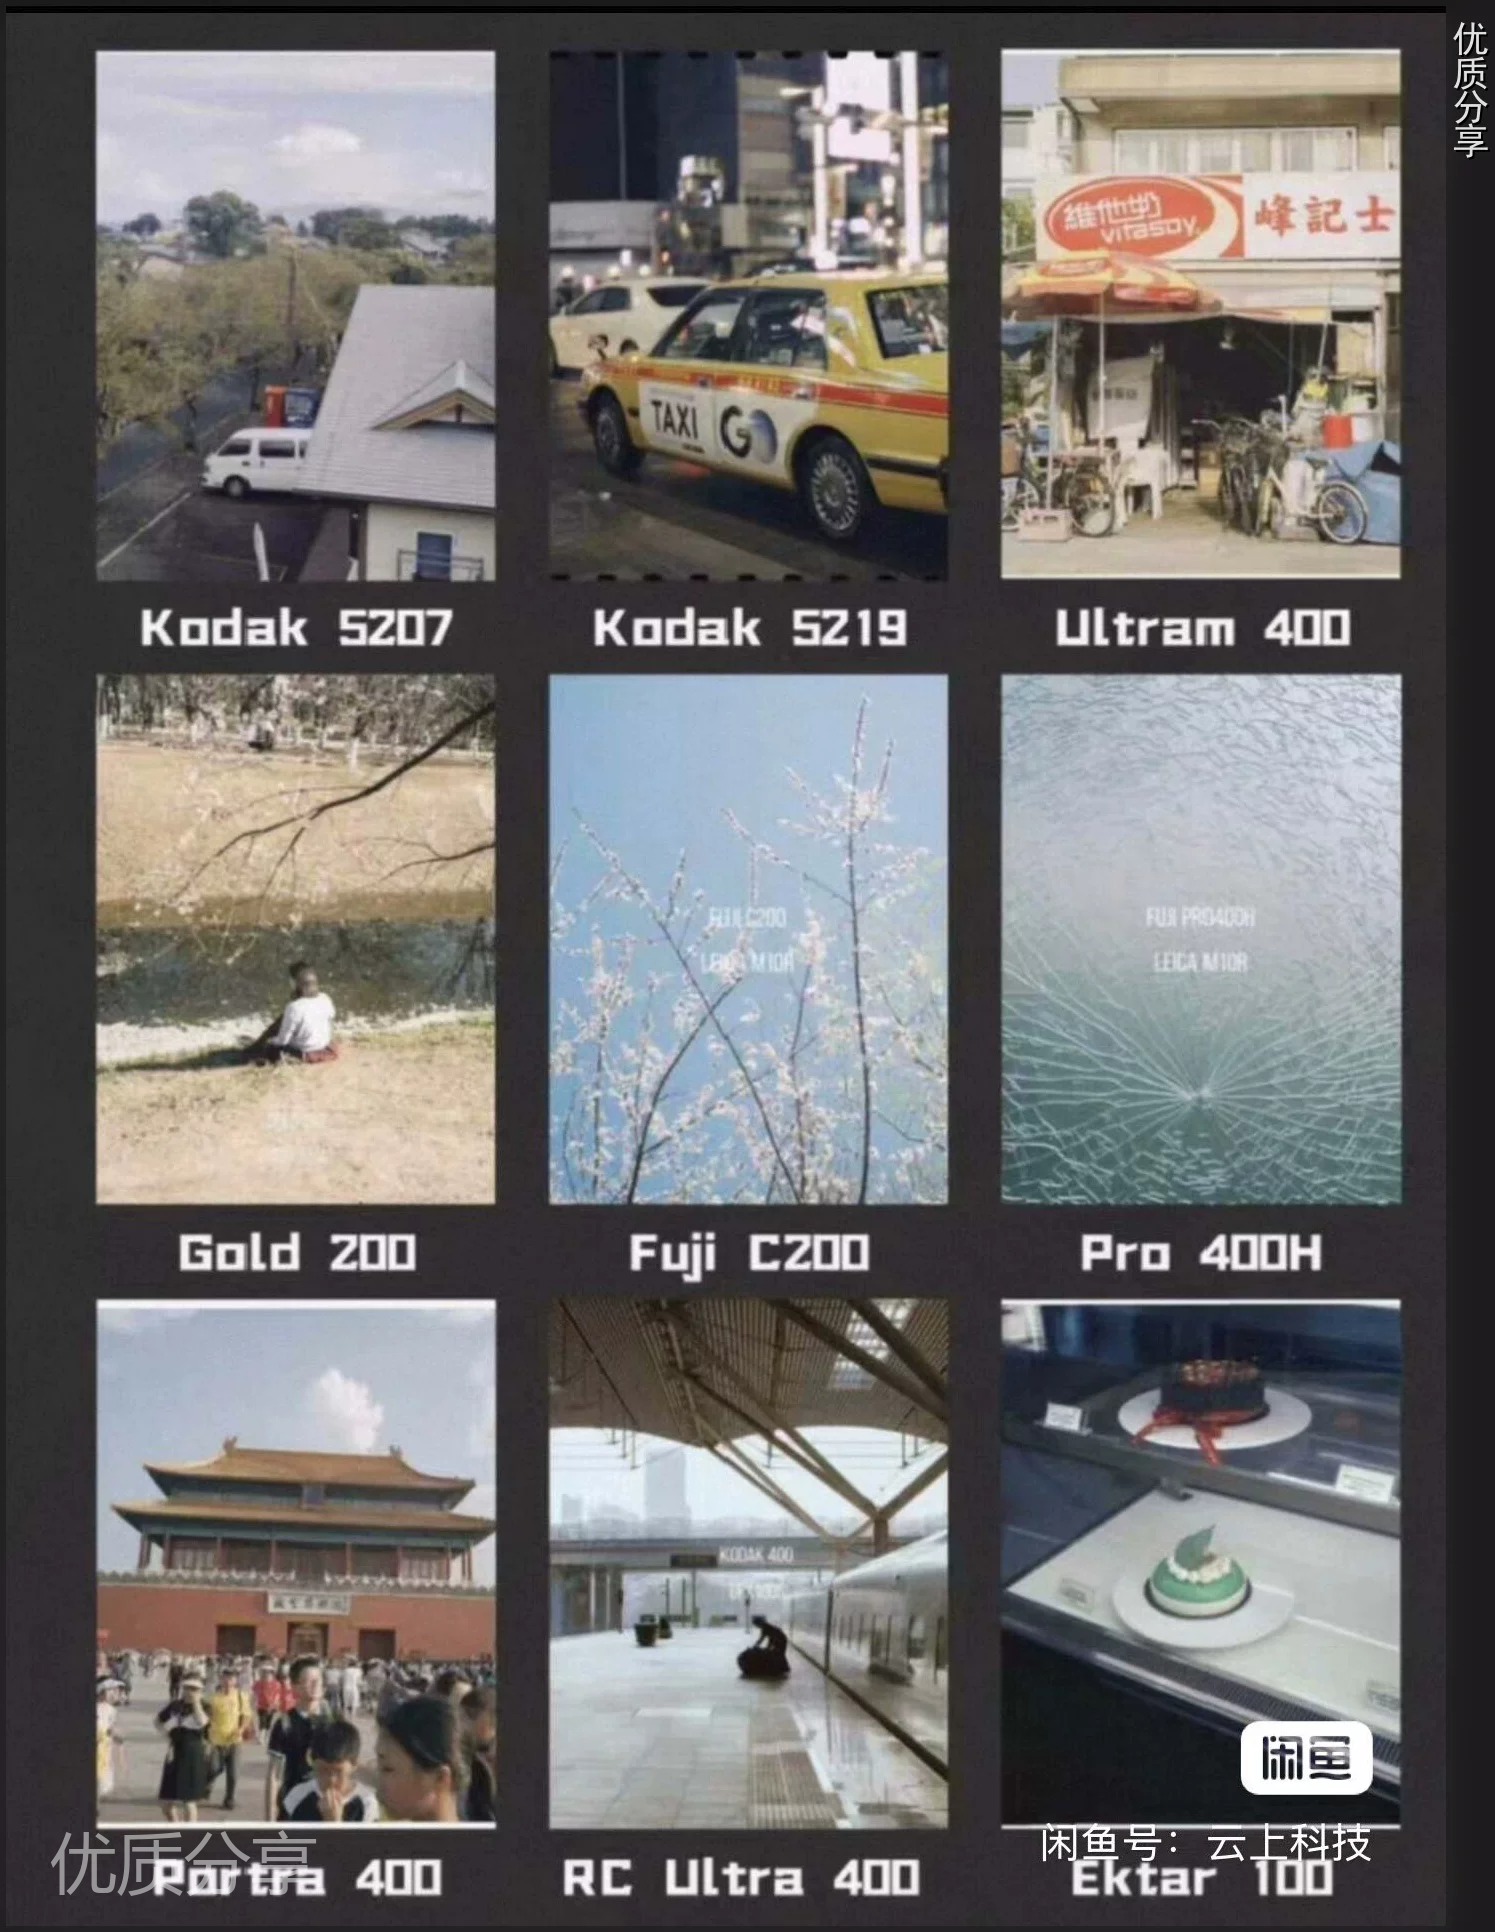 优质分享
維他奶
vitasoy
峰記士
TAXI GO
Kodak 5207
Kodak 5219
Ultram 400
FUJI C200
LEICA M10R
FUJI PRO400H
LEICA M10R
Gold 200
Fuji C200
Pro 400H
KODAK 400
闲鱼
闲鱼号：云上科技
优质分享
Portra 400
RC Ultra 400
Ektar 100